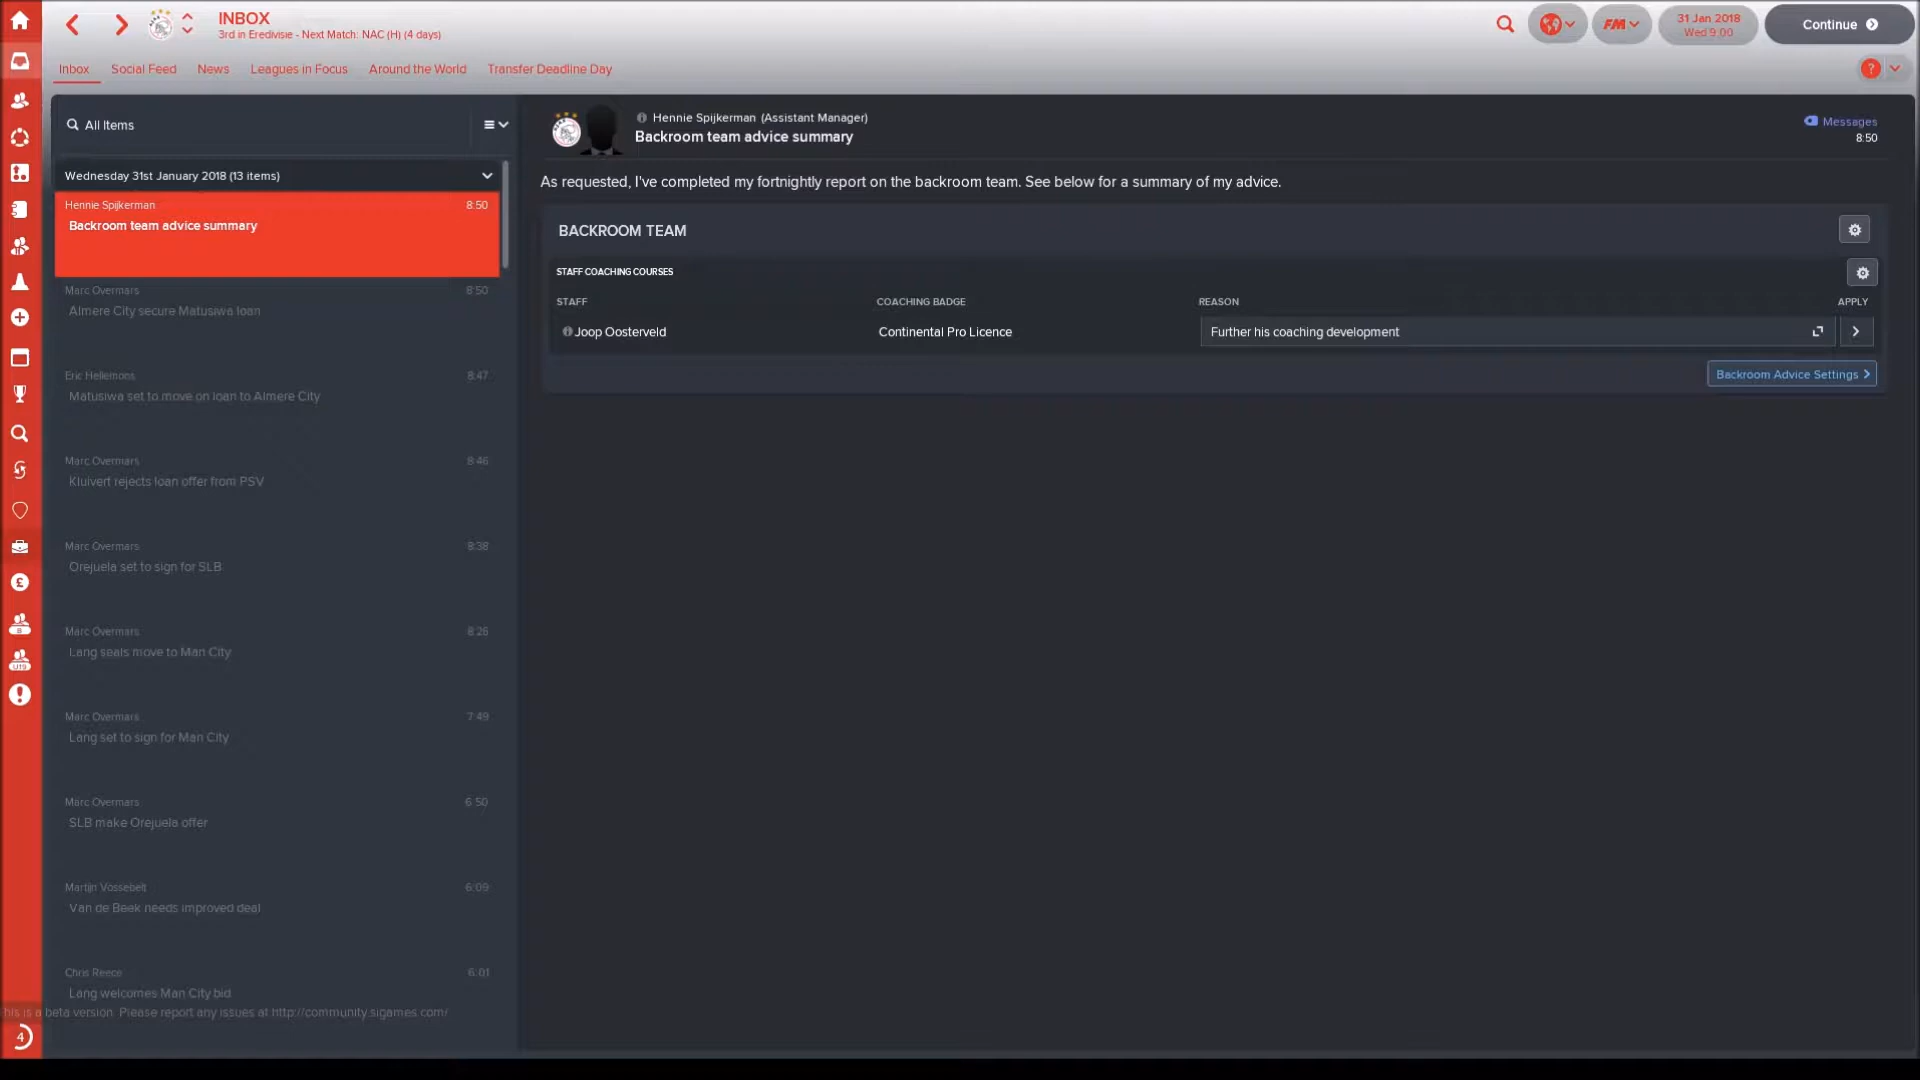 INBOX
3rd in Eredivisie - Next Match: NAC (H) (4 days)
FM
31 Jan 2018
Wed 9:00
Continue
Inbox
Social Feed
News
Leagues in Focus
Around the World
Transfer Deadline Day
?
All Items
Wednesday 31st January 2018 (13 items)
Hennie Spijkerman 8:50
Backroom team advice summary
Marc Overmars 8:50
Almere City secure Matusiwa loan
Eric Hellemons 8:47
Matusiwa set to move on loan to Almere City
Marc Overmars 8:46
Kluivert rejects loan offer from PSV
Marc Overmars 8:38
Orejuela set to sign for SLB
Marc Overmars 8:26
Lang seals move to Man City
Marc Overmars 7:49
Lang set to sign for Man City
Marc Overmars 6:50
SLB make Orejuela offer
Martijn Vossebelt 6:09
Van de Beek needs improved deal
Chris Reece 6:01
Lang welcomes Man City bid
his is a beta version. Please report any issues at http://community.sigames.com/
£
B
U19
4
Hennie Spijkerman (Assistant Manager)
Backroom team advice summary
Messages
8:50
As requested, I've completed my fortnightly report on the backroom team. See below for a summary of my advice.
BACKROOM TEAM
STAFF COACHING COURSES
STAFF COACHING BADGE REASON APPLY
Joop Oosterveld Continental Pro Licence Further his coaching development
Backroom Advice Settings